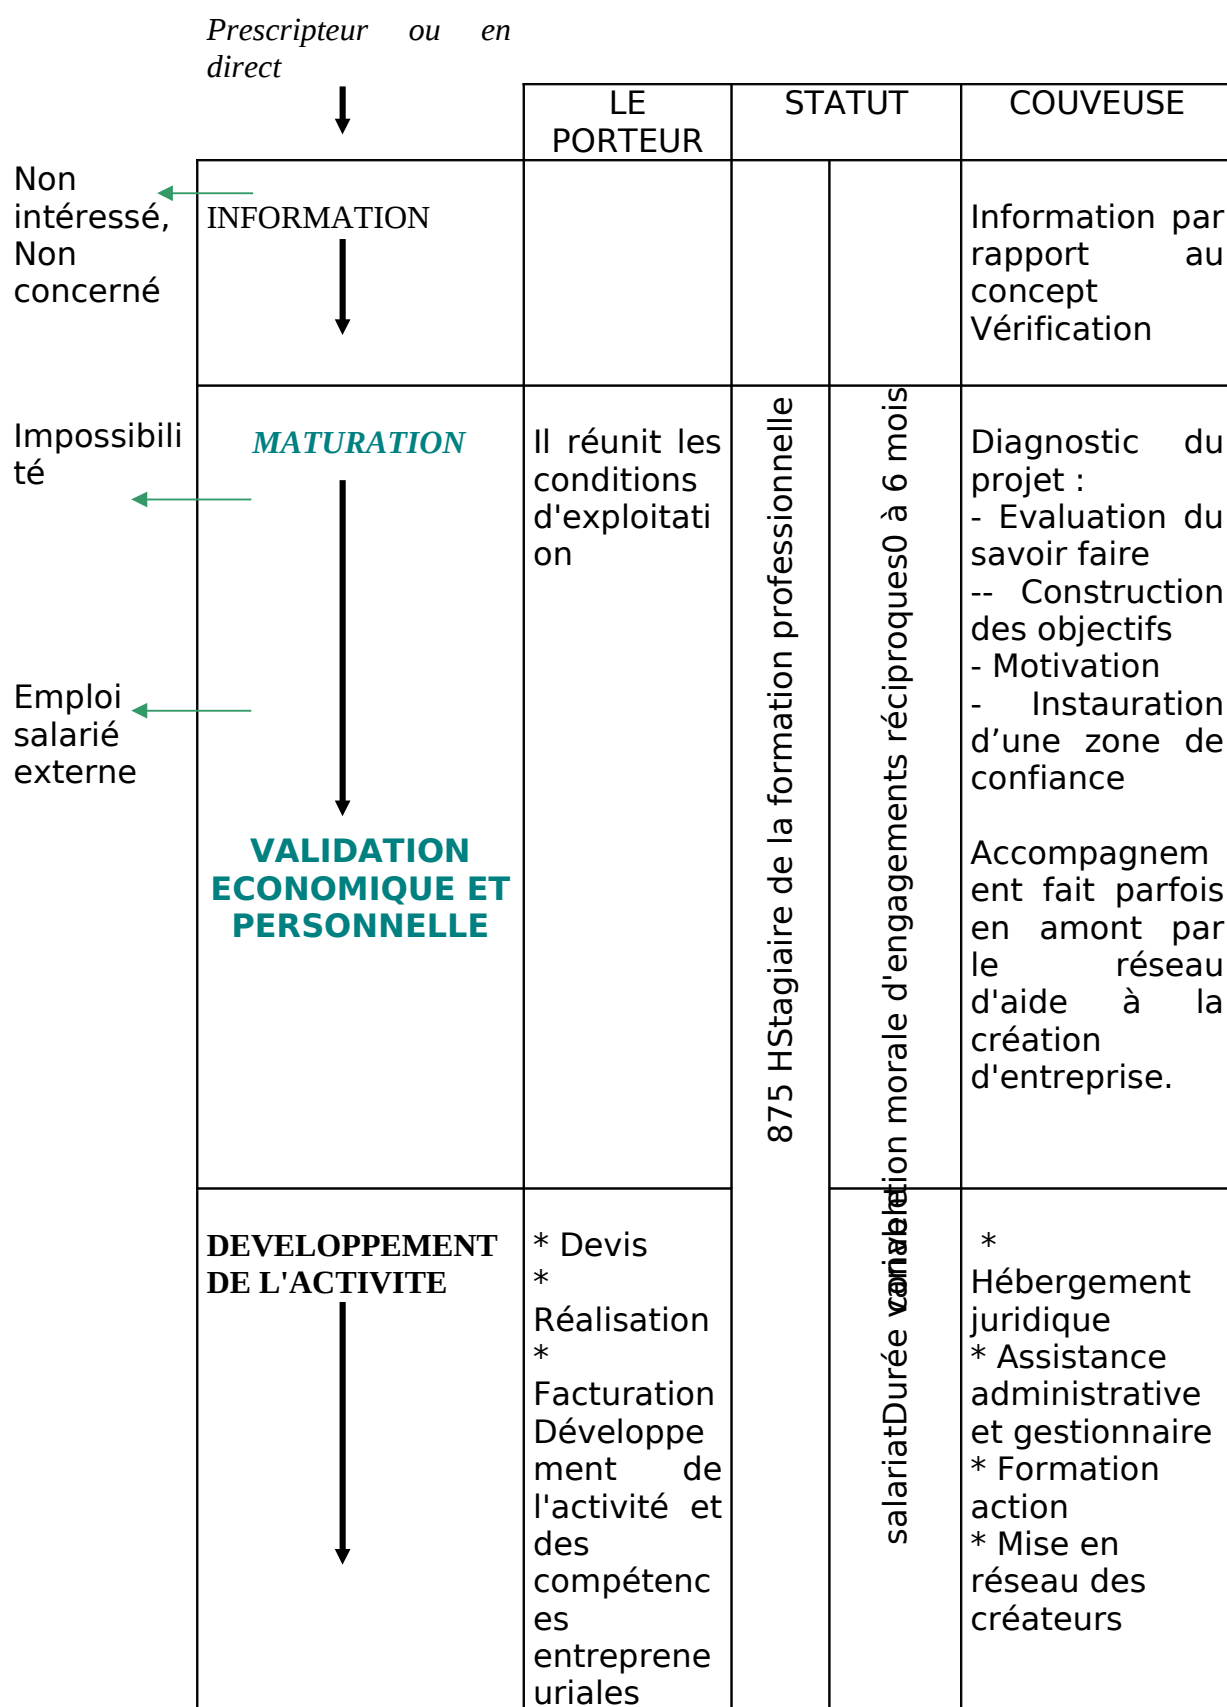 Prescripteur ou en
direct
LE
PORTEUR
STATUT
COUVEUSE
Non
intéressé,
Non
concerné
INFORMATION
Information par
rapport au
concept
Vérification
Impossibili
té
Emploi
salarié
externe
MATURATION
VALIDATION
ECONOMIQUE ET
PERSONNELLE
Il réunit les
conditions
d'exploitati
on
875 HStagiaire de la formation professionnelle
tion morale d'engagements réciproques0 à 6 mois
Diagnostic du
projet :
- Evaluation du
savoir faire
-- Construction
des objectifs
- Motivation
- Instauration
d’une zone de
confiance
Accompagnem
ent fait parfois
en amont par
le réseau
d'aide à la
création
d'entreprise.
DEVELOPPEMENT
DE L'ACTIVITE
* Devis
*
Réalisation
*
Facturation
Développe
ment de
l'activité et
des
compétenc
es
entreprene
uriales
salariatDurée
*
Hébergement
juridique
* Assistance
administrative
et gestionnaire
* Formation
action
* Mise en
réseau des
créateurs